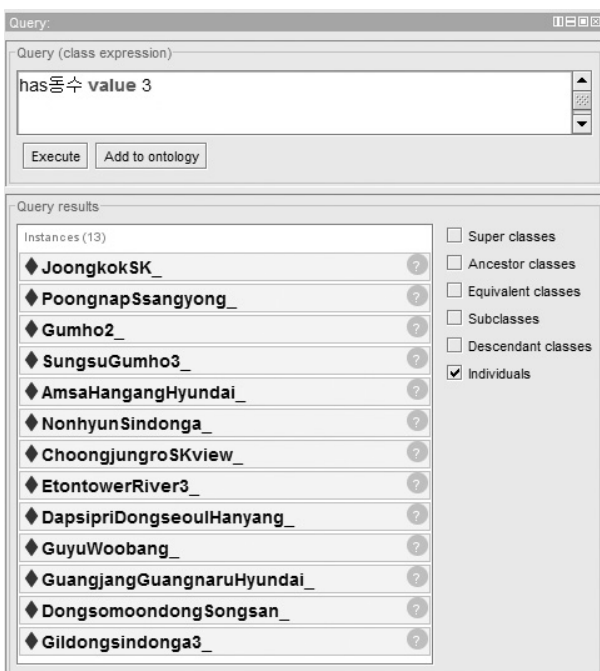 Query:
Query (class expression)
has동수 value 3
Execute Add to ontology
Query results
Instances (13)
JoongkokSK_ ?
PoongnapSsangyong_ ?
Gumho2_ ?
SungsuGumho3_ ?
AmsaHangangHyundai_ ?
NonhyunSindonga_ ?
ChoongjungroSKview_ ?
EtontowerRiver3_ ?
DapsipriDongseoulHanyang_ ?
GuyuWoobang_ ?
GuangjangGuangnaruHyundai_ ?
DongsomoondongSongsan_ ?
Gildongsindonga3_ ?
Super classes
Ancestor classes
Equivalent classes
Subclasses
Descendant classes
Individuals